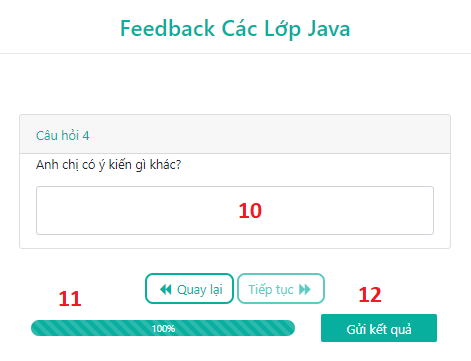 Feedback Các Lớp Java
Câu hỏi 4
Anh chị có ý kiến gì khác?
10
Quay lại Tiếp tục
11 12
100% Gửi kết quả